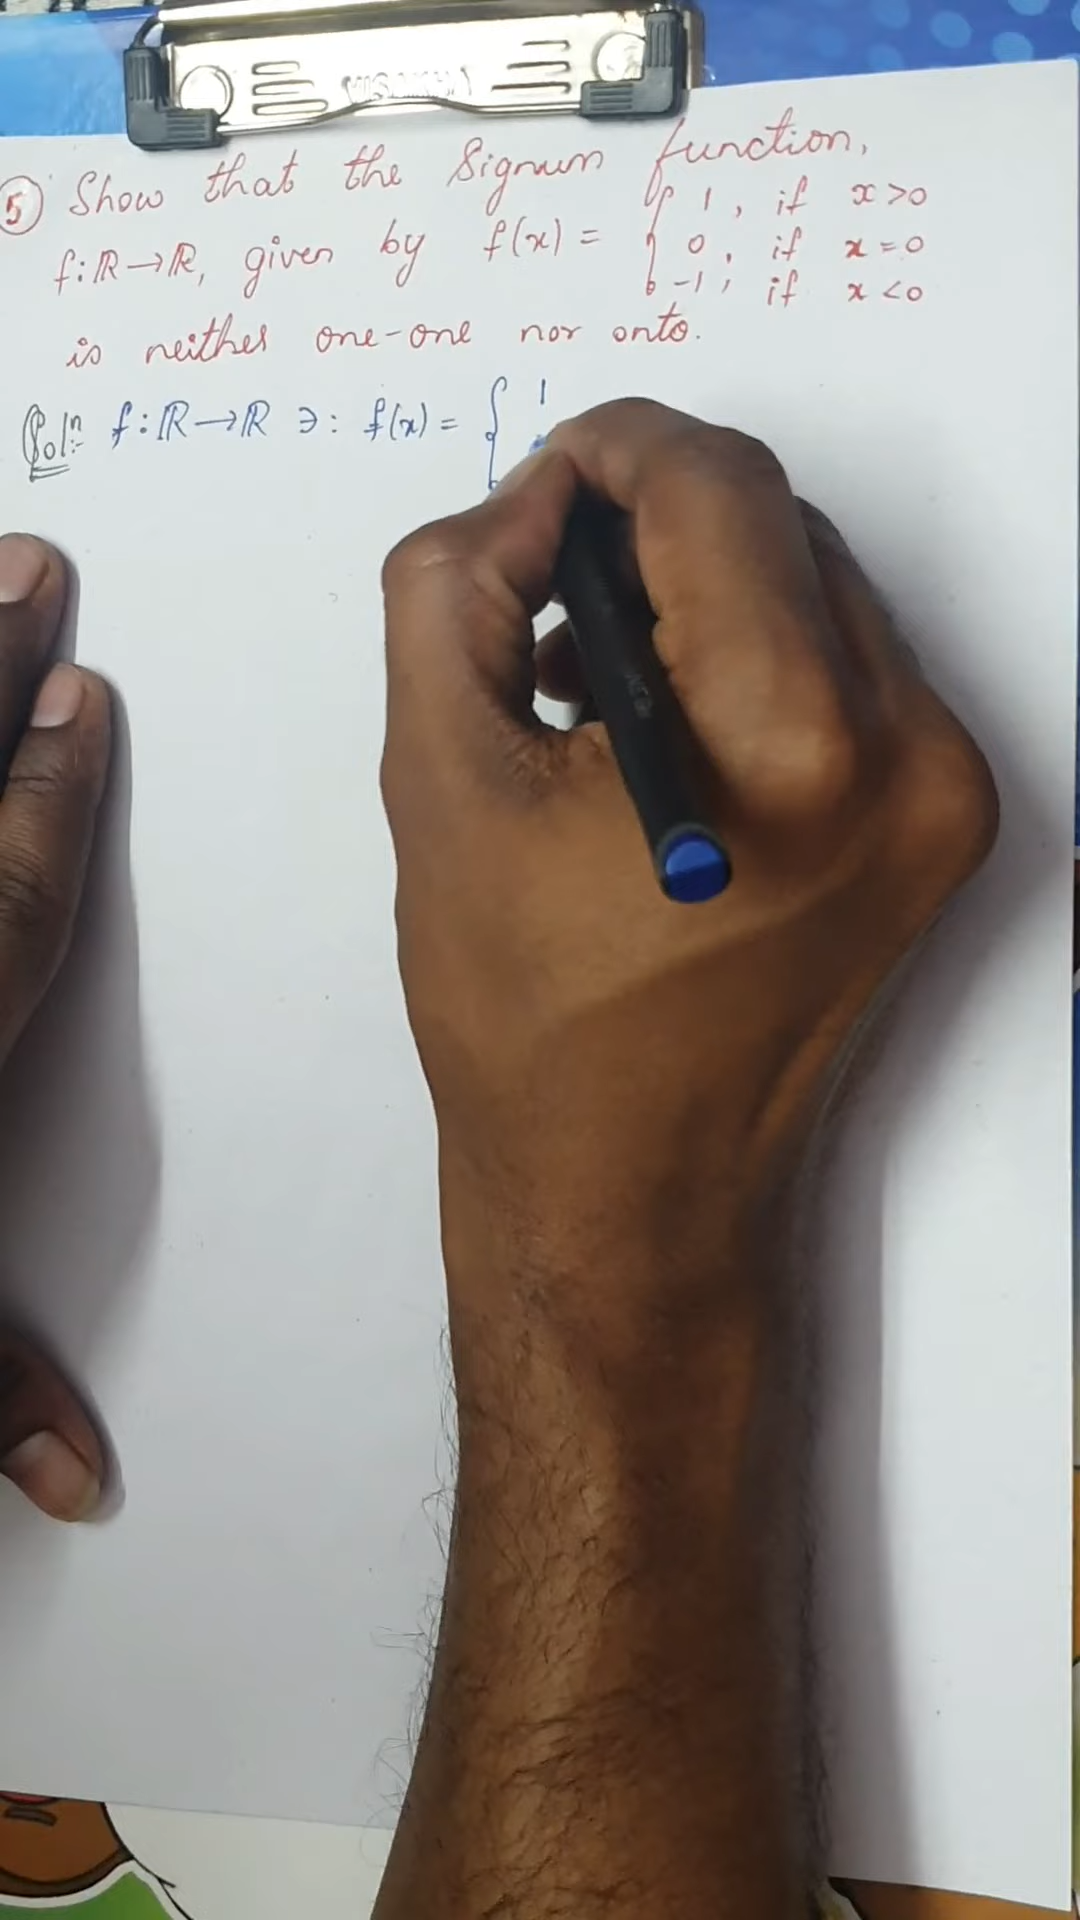 5 Show that the Signum function,
f:ℝ→ℝ, given by f(x) = { 1, if x>0
0, if x=0
-1, if x<0
is neither one-one nor onto.
Solⁿ:- f:ℝ→ℝ ∋: f(x) = { 1